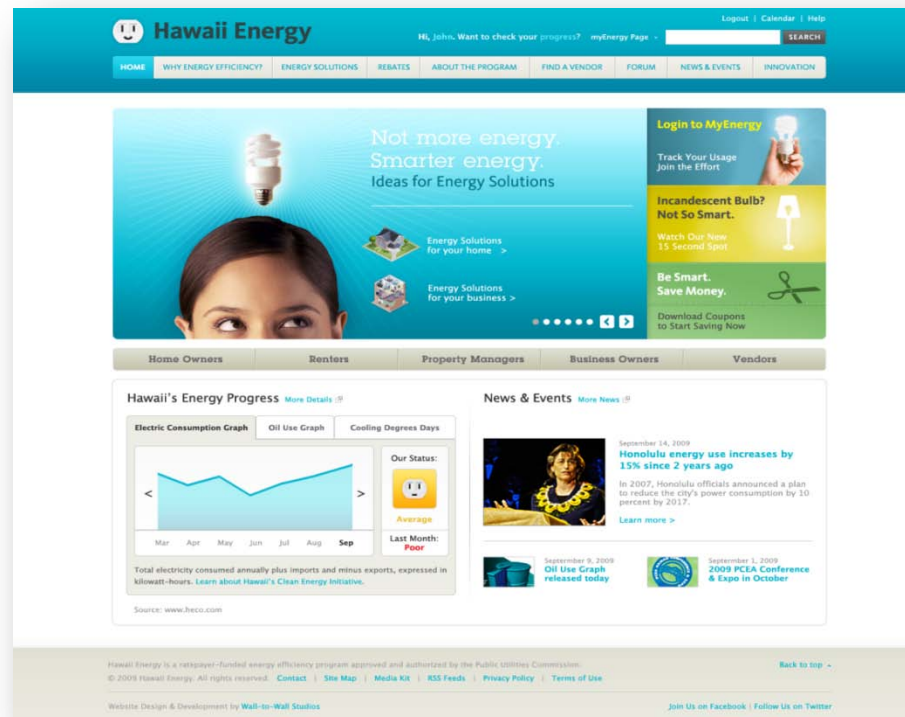 Logout | Calendar | Help
Hawaii Energy
Hi, John. Want to check your progress? myEnergy Page
SEARCH
HOME WHY ENERGY EFFICIENCY? ENERGY SOLUTIONS REBATES ABOUT THE PROGRAM FIND A VENDOR FORUM NEWS & EVENTS INNOVATION
Not more energy.
Smarter energy.
Ideas for Energy Solutions
Energy Solutions
for your home >
Energy Solutions
for your business >
Login to MyEnergy
Track Your Usage
Join the Effort
Incandescent Bulb?
Not So Smart.
Watch Our New
15 Second Spot
Be Smart.
Save Money.
Download Coupons
to Start Saving Now
Home Owners Renters Property Managers Business Owners Vendors
Hawaii's Energy Progress More Details
Electric Consumption Graph Oil Use Graph Cooling Degrees Days
Our Status:
Average
Last Month:
Poor
< >
Mar Apr May Jun Jul Aug Sep
Total electricity consumed annually plus imports and minus exports, expressed in
kilowatt-hours. Learn about Hawaii's Clean Energy Initiative.
Source: www.heco.com
News & Events More News
September 14, 2009
Honolulu energy use increases by
15% since 2 years ago
In 2007, Honolulu officials announced a plan
to reduce the city's power consumption by 10
percent by 2017.
Learn more >
September 9, 2009
Oil Use Graph
released today
September 1, 2009
2009 PCEA Conference
& Expo in October
Hawaii Energy is a ratepayer-funded energy efficiency program approved and authorized by the Public Utilities Commission.
Back to top
© 2009 Hawaii Energy. All rights reserved. Contact | Site Map | Media Kit | RSS Feeds | Privacy Policy | Terms of Use
Website Design & Development by Wall-to-Wall Studios
Join Us on Facebook | Follow Us on Twitter